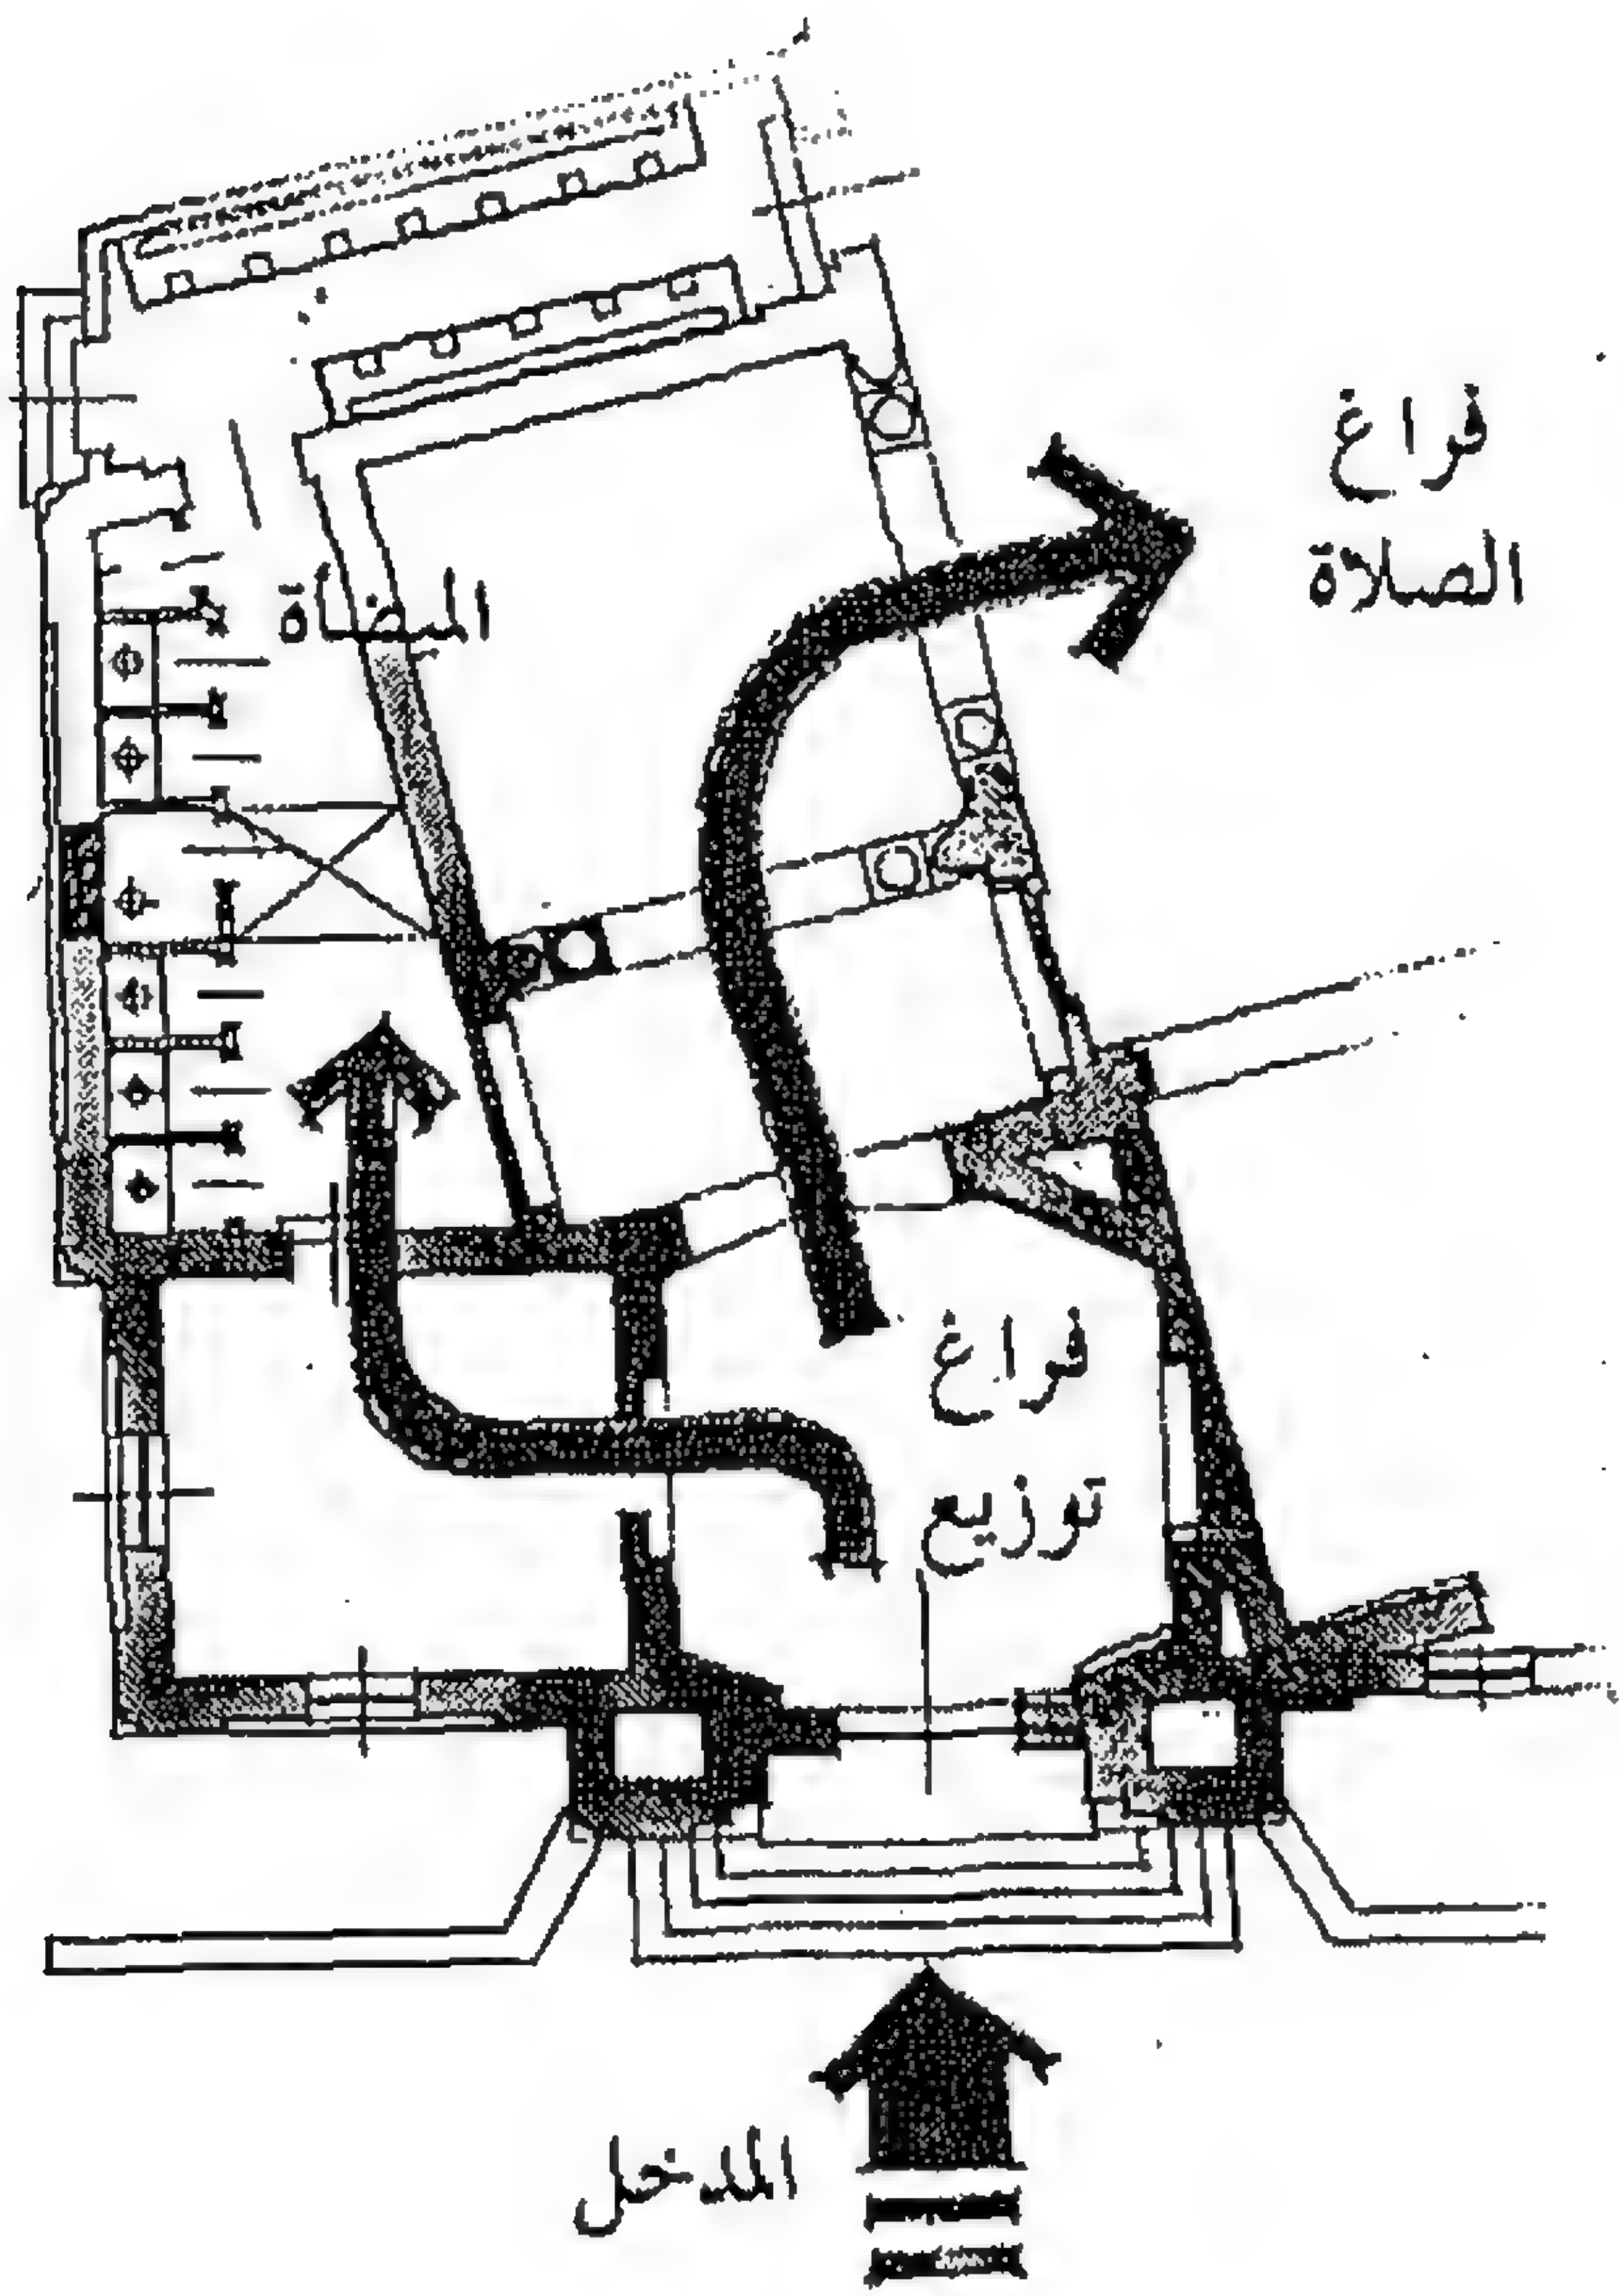 فراغ
الصلاة
الميضأة
فراغ
توزيع
المدخل